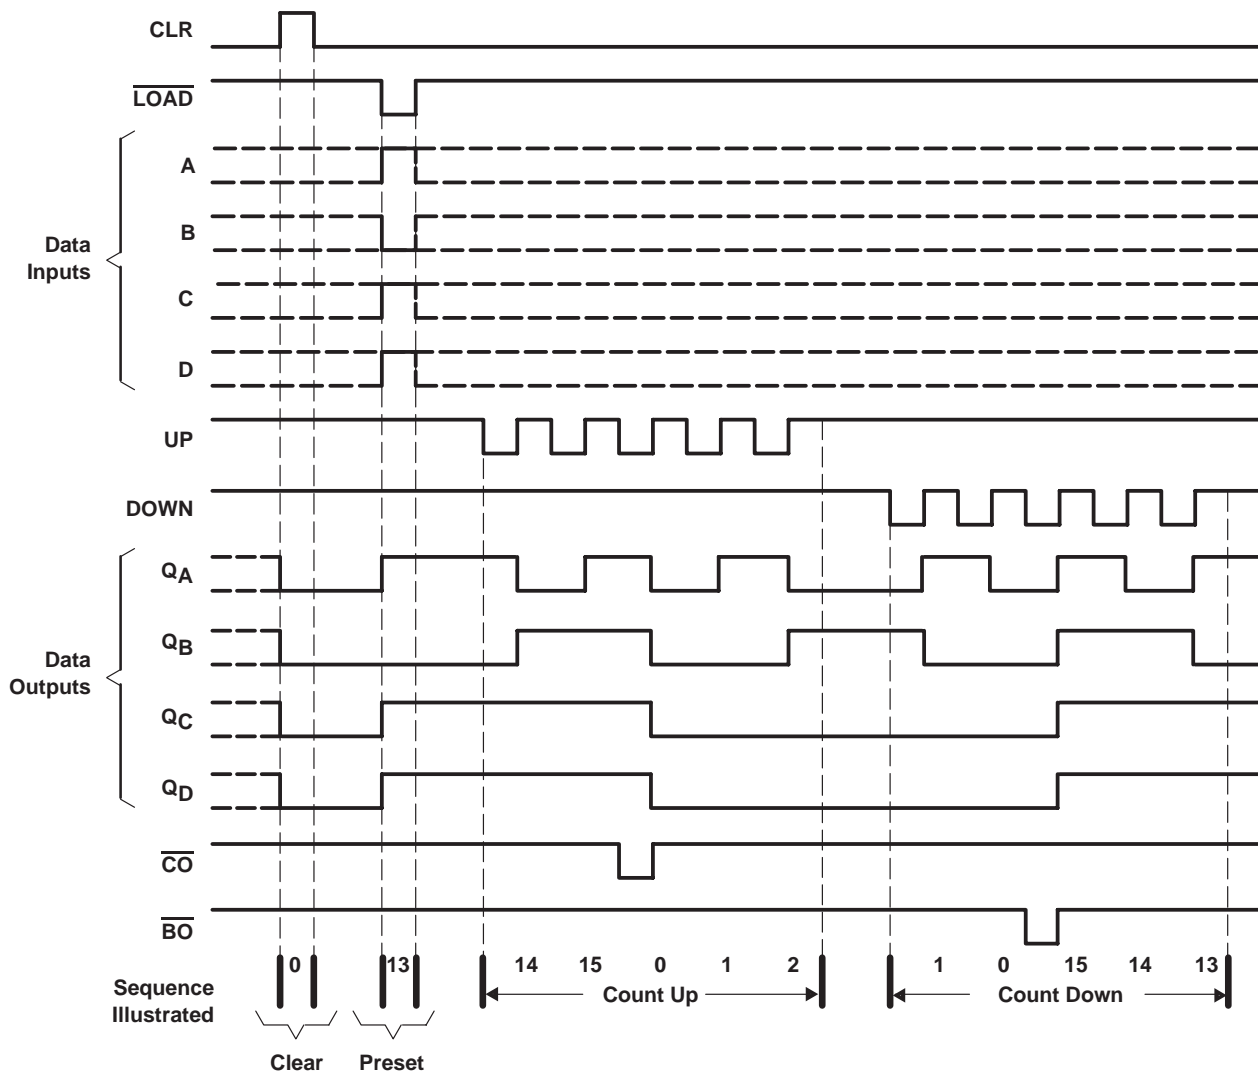 CLR
LOAD
A
B
Data
Inputs
C
D
UP
DOWN
QA
QB
Data
Outputs
QC
QD
CO
BO
0 13 14 15 0 1 2 1 0 15 14 13
Sequence
Illustrated
Count Up Count Down
Clear Preset